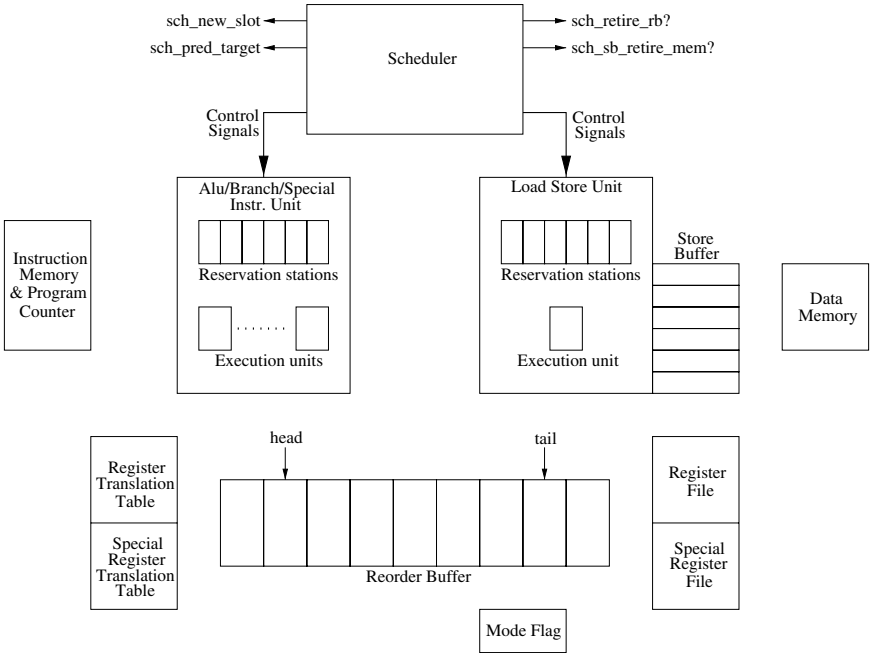 sch_new_slot
sch_pred_target
Scheduler
sch_retire_rb?
sch_sb_retire_mem?
Control
Signals
Control
Signals
Alu/Branch/Special
Instr. Unit
Reservation stations
Execution units
Load Store Unit
Reservation stations
Execution unit
Store
Buffer
Instruction
Memory
& Program
Counter
Data
Memory
head
tail
Register
Translation
Table
Special
Register
Translation
Table
Reorder Buffer
Register
File
Special
Register
File
Mode Flag